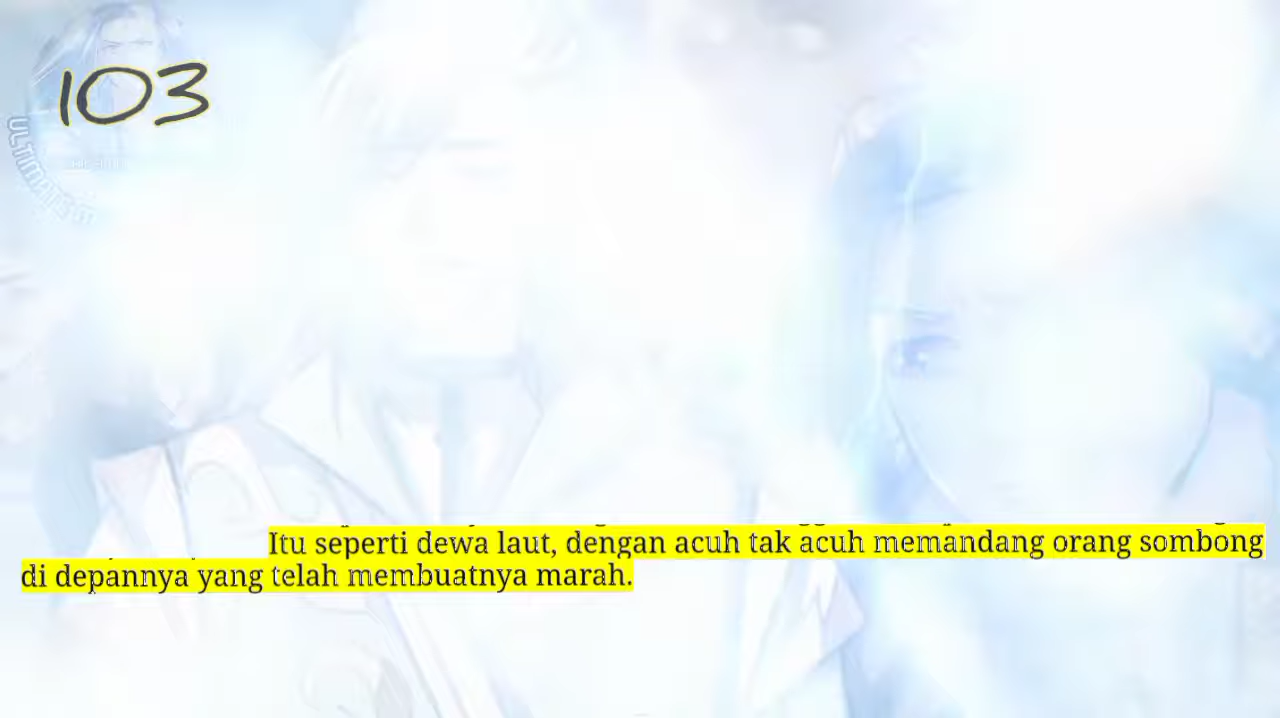 103
Itu seperti dewa laut, dengan acuh tak acuh memandang orang sombong
di depannya yang telah membuatnya marah.